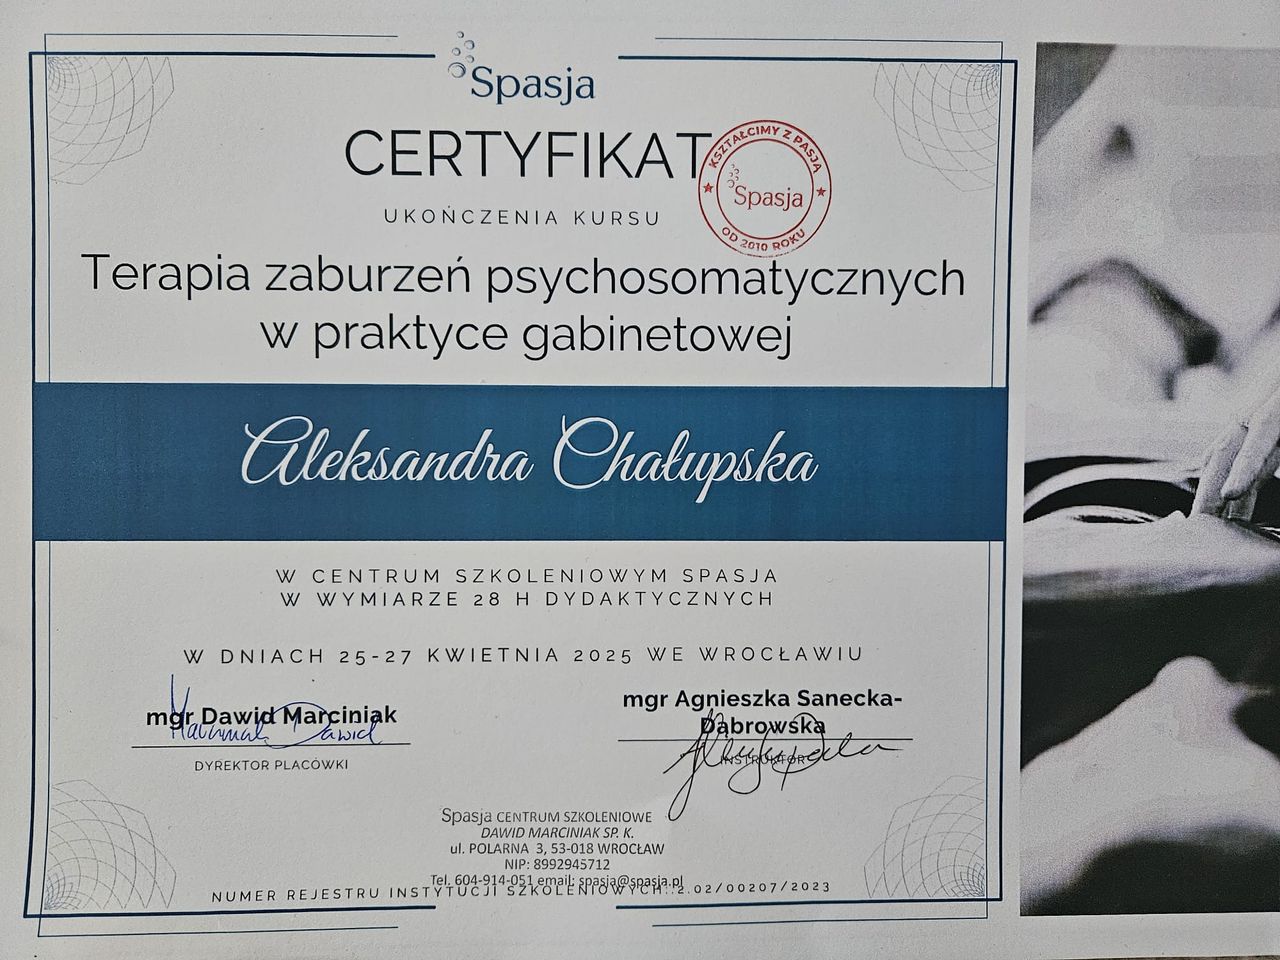 Spasja
CERTYFIKAT
KSZTAŁCIMY Z PASJA
Spasja
OD 2010 ROKU
UKOŃCZENIA KURSU
Terapia zaburzeń psychosomatycznych
w praktyce gabinetowej
Aleksandra Chałupska
W CENTRUM SZKOLENIOWYM SPASJA
W WYMIARZE 28 H DYDAKTYCZNYCH
W DNIACH 25-27 KWIETNIA 2025 WE WROCŁAWIU
mgr Dawid Marciniak
Marciniak Dawid
DYREKTOR PLACÓWKI
mgr Agnieszka Sanecka-
Dąbrowska
INSTRUKTOR
Spasja CENTRUM SZKOLENIOWE
DAWID MARCINIAK SP. K.
ul. POLARNA 3, 53-018 WROCŁAW
NIP: 8992945712
Tel. 604-914-051 email: spasja@spasja.pl
NUMER REJESTRU INSTYTUCJI SZKOLENIOWYCH: 2.02/00207/2023